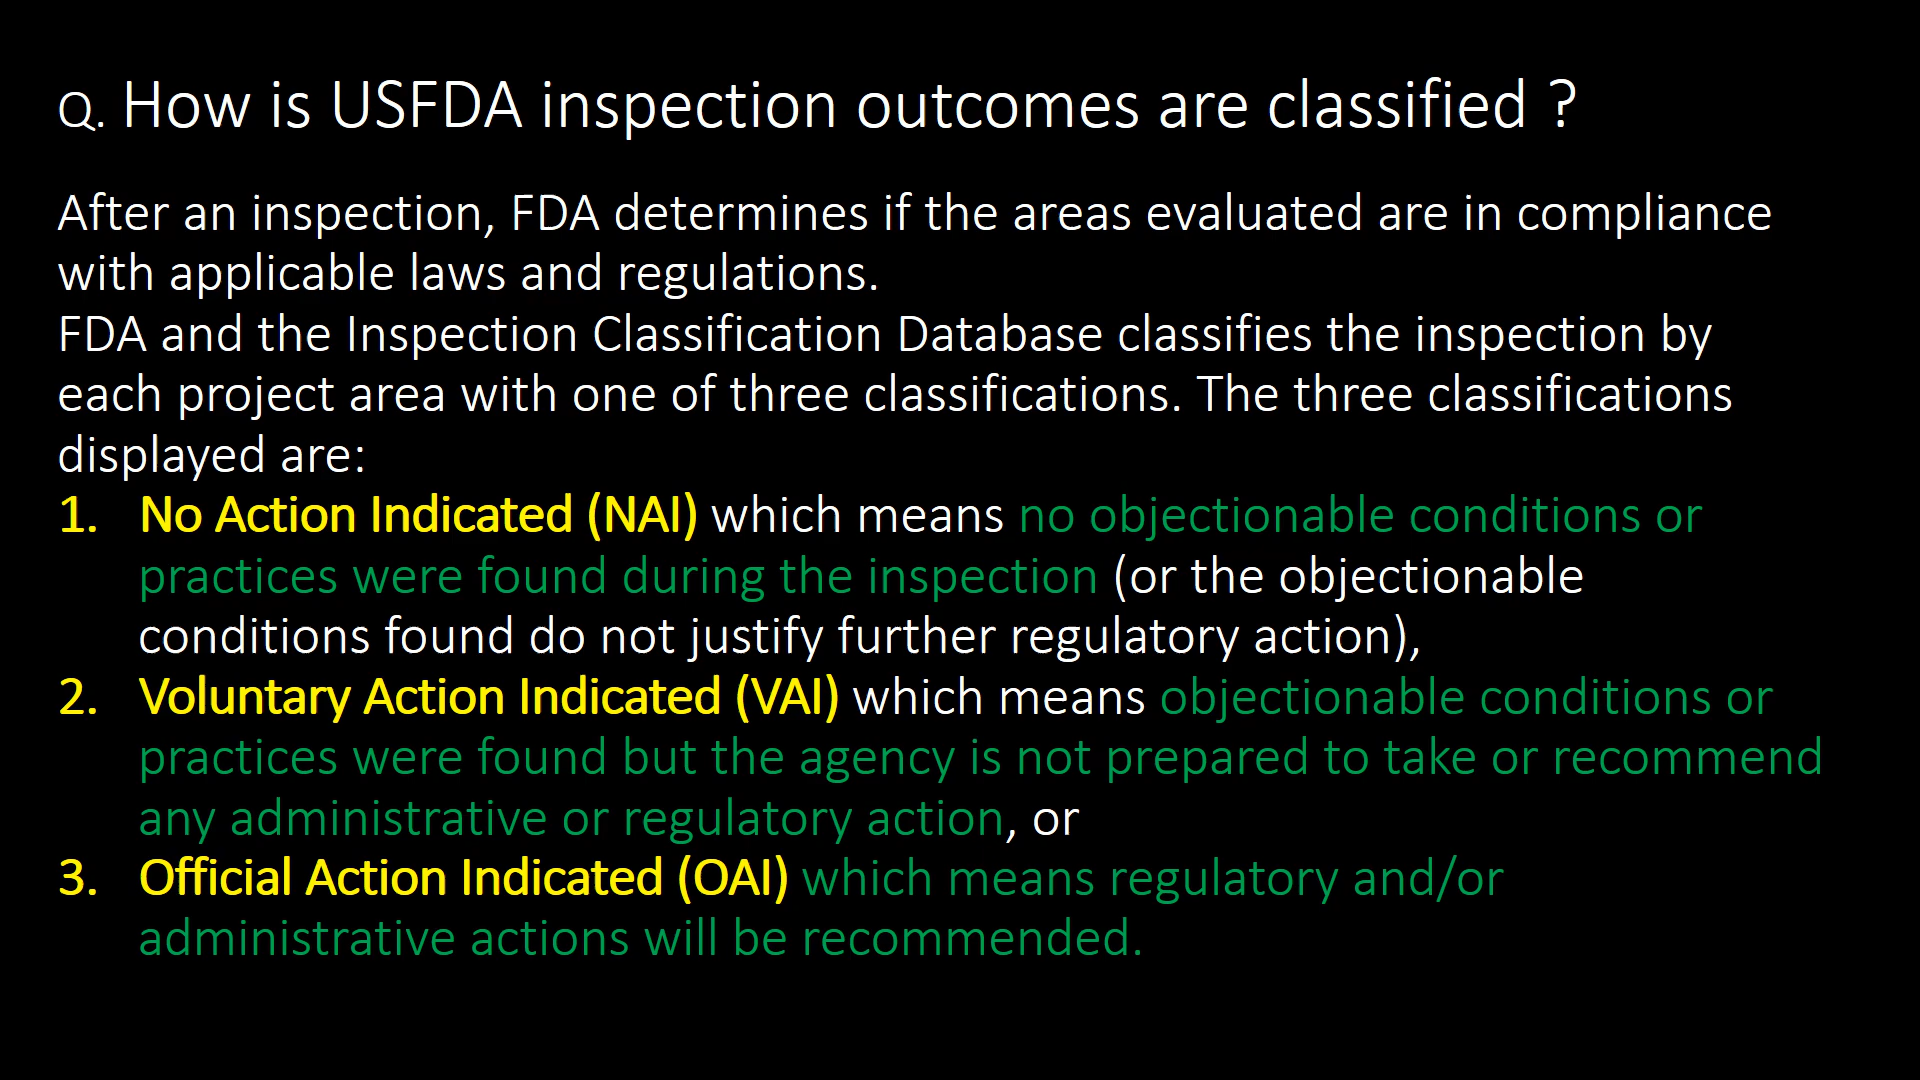 Q. How is USFDA inspection outcomes are classified ?
After an inspection, FDA determines if the areas evaluated are in compliance
with applicable laws and regulations.
FDA and the Inspection Classification Database classifies the inspection by
each project area with one of three classifications. The three classifications
displayed are:
1. No Action Indicated (NAI) which means no objectionable conditions or
practices were found during the inspection (or the objectionable
conditions found do not justify further regulatory action),
2. Voluntary Action Indicated (VAI) which means objectionable conditions or
practices were found but the agency is not prepared to take or recommend
any administrative or regulatory action, or
3. Official Action Indicated (OAI) which means regulatory and/or
administrative actions will be recommended.